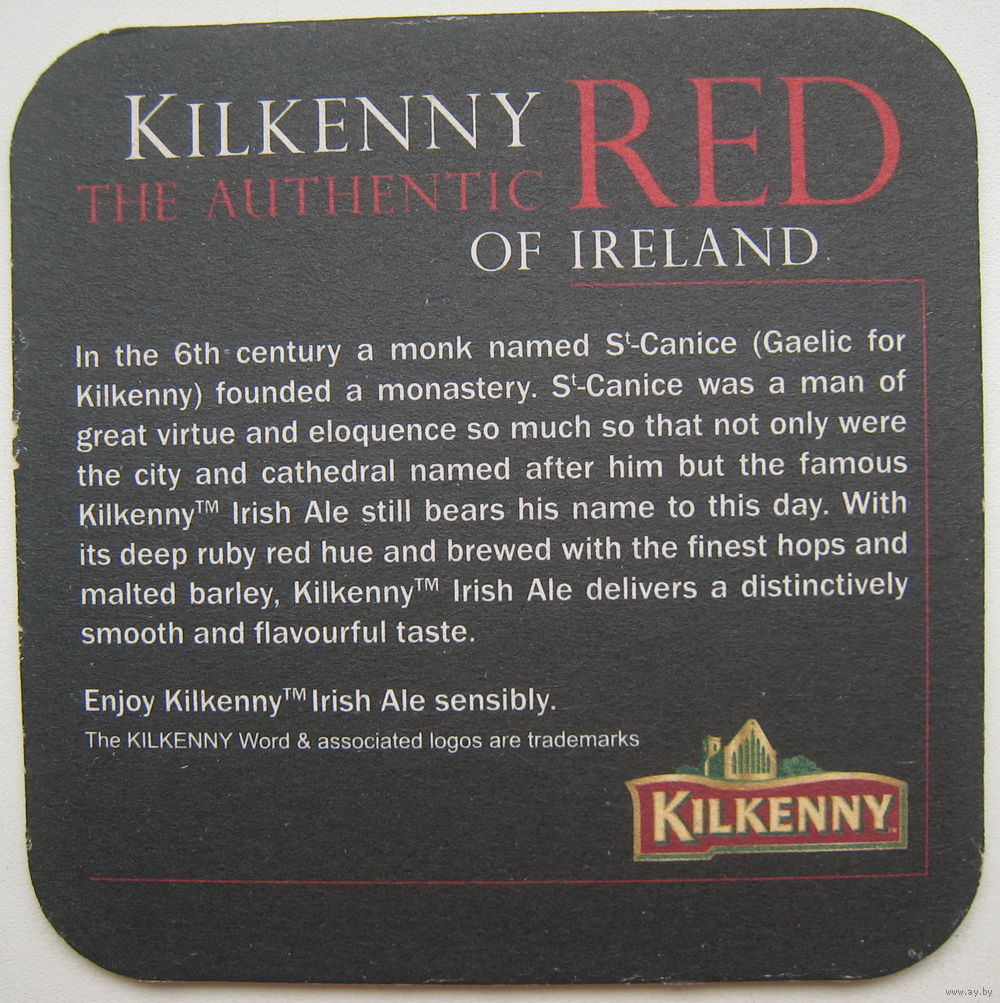 KILKENNY RED
THE AUTHENTIC
OF IRELAND
In the 6th century a monk named Sᵗ-Canice (Gaelic for
Kilkenny) founded a monastery. Sᵗ-Canice was a man of
great virtue and eloquence so much so that not only were
the city and cathedral named after him but the famous
Kilkenny™ Irish Ale still bears his name to this day. With
its deep ruby red hue and brewed with the finest hops and
malted barley, Kilkenny™ Irish Ale delivers a distinctively
smooth and flavourful taste.
Enjoy Kilkenny™ Irish Ale sensibly.
The KILKENNY Word & associated logos are trademarks
KILKENNY™
www.ay.by